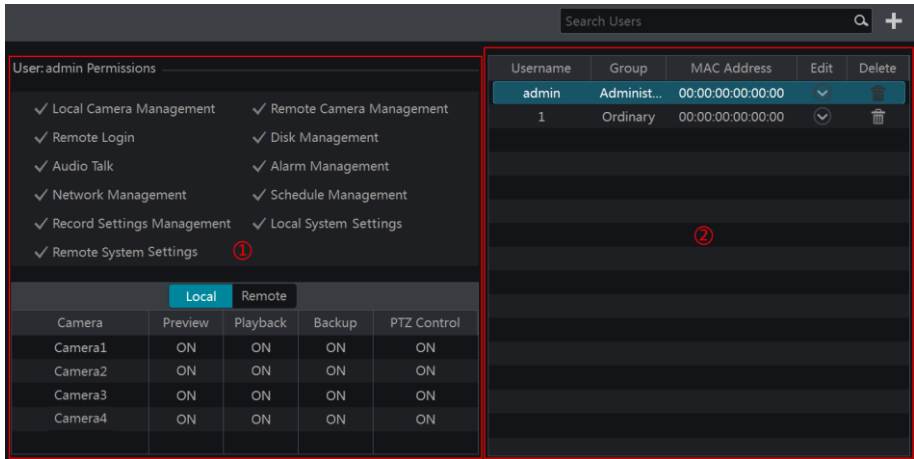 Search Users
User:admin Permissions
Local Camera Management Remote Camera Management
Remote Login Disk Management
Audio Talk Alarm Management
Network Management Schedule Management
Record Settings Management Local System Settings
Remote System Settings ①
Local Remote
Camera Preview Playback Backup PTZ Control
Camera1 ON ON ON ON
Camera2 ON ON ON ON
Camera3 ON ON ON ON
Camera4 ON ON ON ON
Username Group MAC Address Edit Delete
admin Administ... 00:00:00:00:00:00
1 Ordinary 00:00:00:00:00:00
②